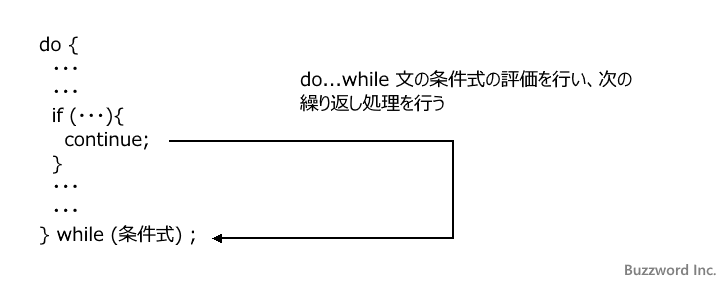 do {
・・・
・・・
if (・・・){
continue;
}
・・・
・・・
} while (条件式) ;
do...while 文の条件式の評価を行い、次の
繰り返し処理を行う
Buzzword Inc.